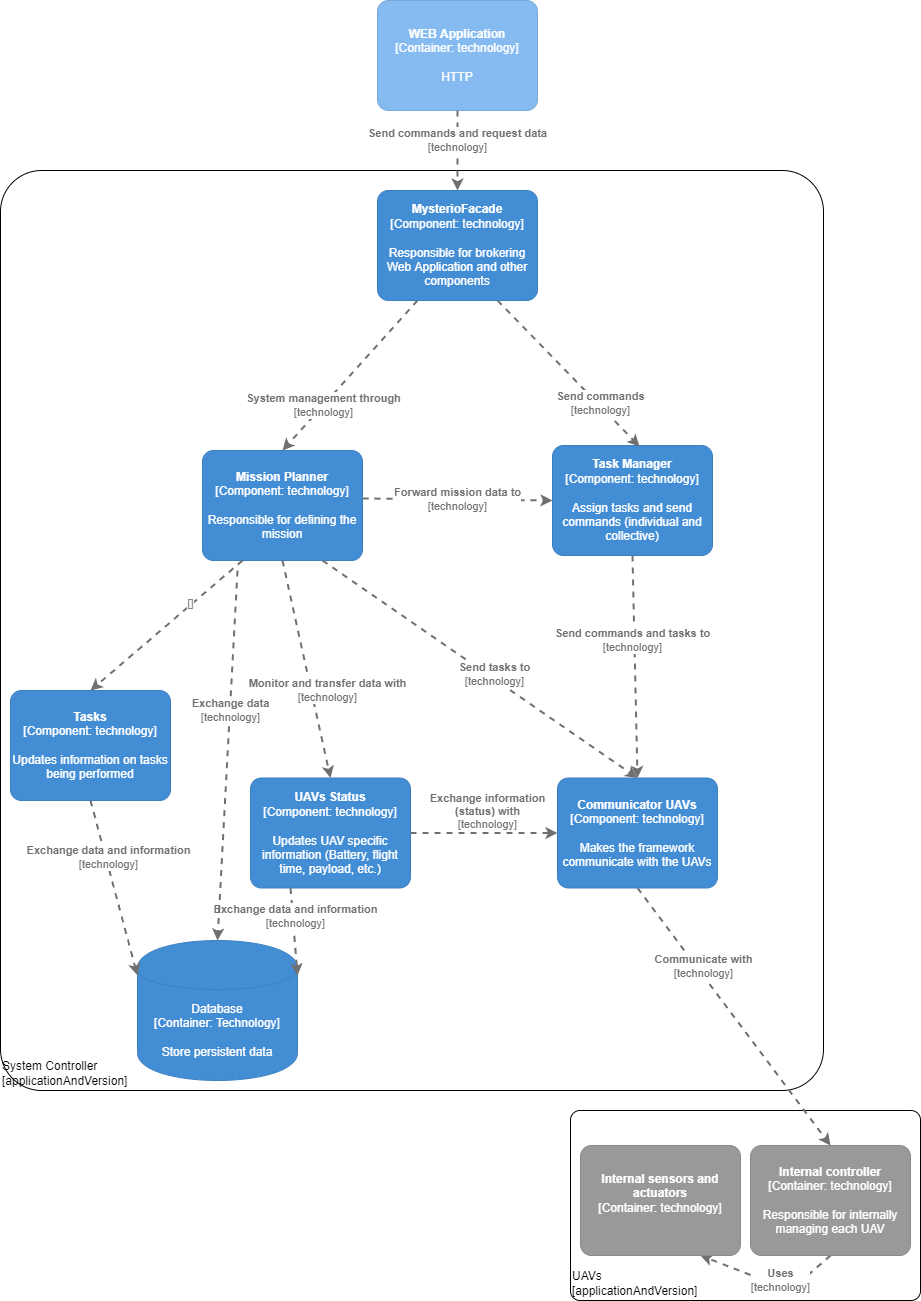 WEB Application
[Container: technology]
HTTP
Send commands and request data
[technology]
MysterioFacade
[Component: technology]
Responsible for brokering
Web Application and other
components
System management through
[technology]
Send commands
[technology]
Mission Planner
[Component: technology]
Responsible for defining the
mission
Forward mission data to
[technology]
Task Manager
[Component: technology]
Assign tasks and send
commands (individual and
collective)
[]
Send commands and tasks to
[technology]
Send tasks to
[technology]
Monitor and transfer data with
[technology]
Exchange data
[technology]
Tasks
[Component: technology]
Updates information on tasks
being performed
UAVs Status
[Component: technology]
Updates UAV specific
information (Battery, flight
time, payload, etc.)
Exchange information
(status) with
[technology]
Communicator UAVs
[Component: technology]
Makes the framework
communicate with the UAVs
Exchange data and information
[technology]
Exchange data and information
[technology]
Communicate with
[technology]
Database
[Container: Technology]
Store persistent data
System Controller
[applicationAndVersion]
Internal sensors and
actuators
[Container: technology]
Internal controller
[Container: technology]
Responsible for internally
managing each UAV
Uses
[technology]
UAVs
[applicationAndVersion]